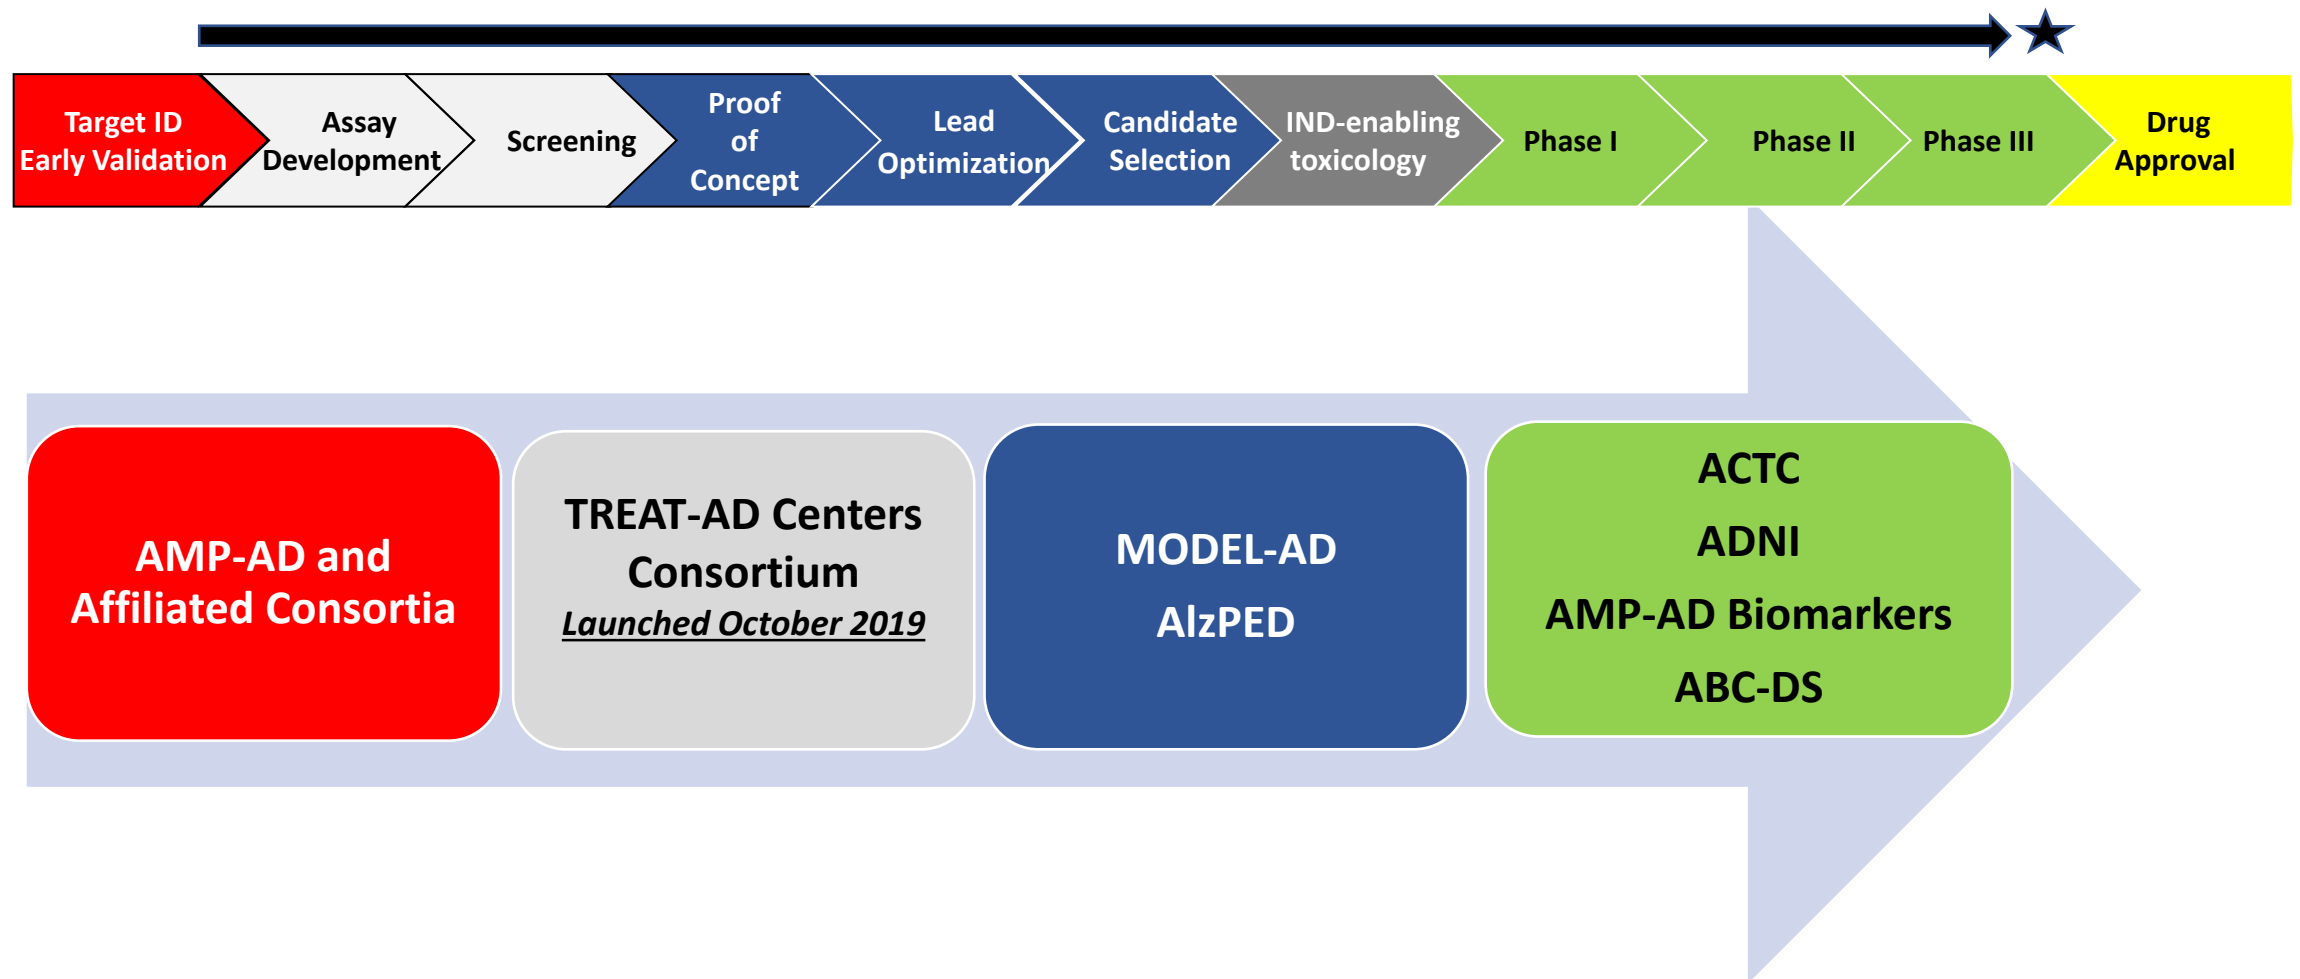 Target ID
Early Validation
Assay
Development
Screening
Proof
of
Concept
Lead
Optimization
Candidate
Selection
IND-enabling
toxicology
Phase I
Phase II
Phase III
Drug
Approval
AMP-AD and
Affiliated Consortia
TREAT-AD Centers
Consortium
Launched October 2019
MODEL-AD
AlzPED
ACTC
ADNI
AMP-AD Biomarkers
ABC-DS